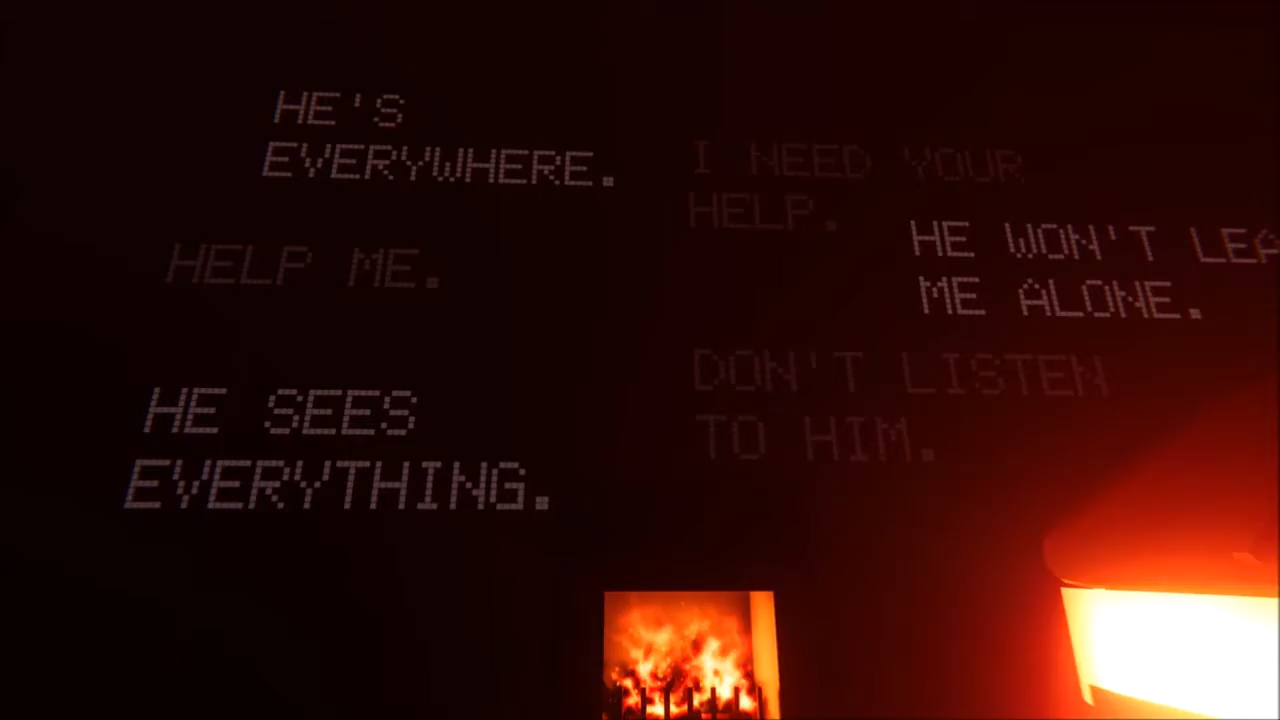 HE'S
EVERYWHERE.
I NEED YOUR
HELP.
HE WON'T LEA
ME ALONE.
HELP ME.
DON'T LISTEN
TO HIM.
HE SEES
EVERYTHING.